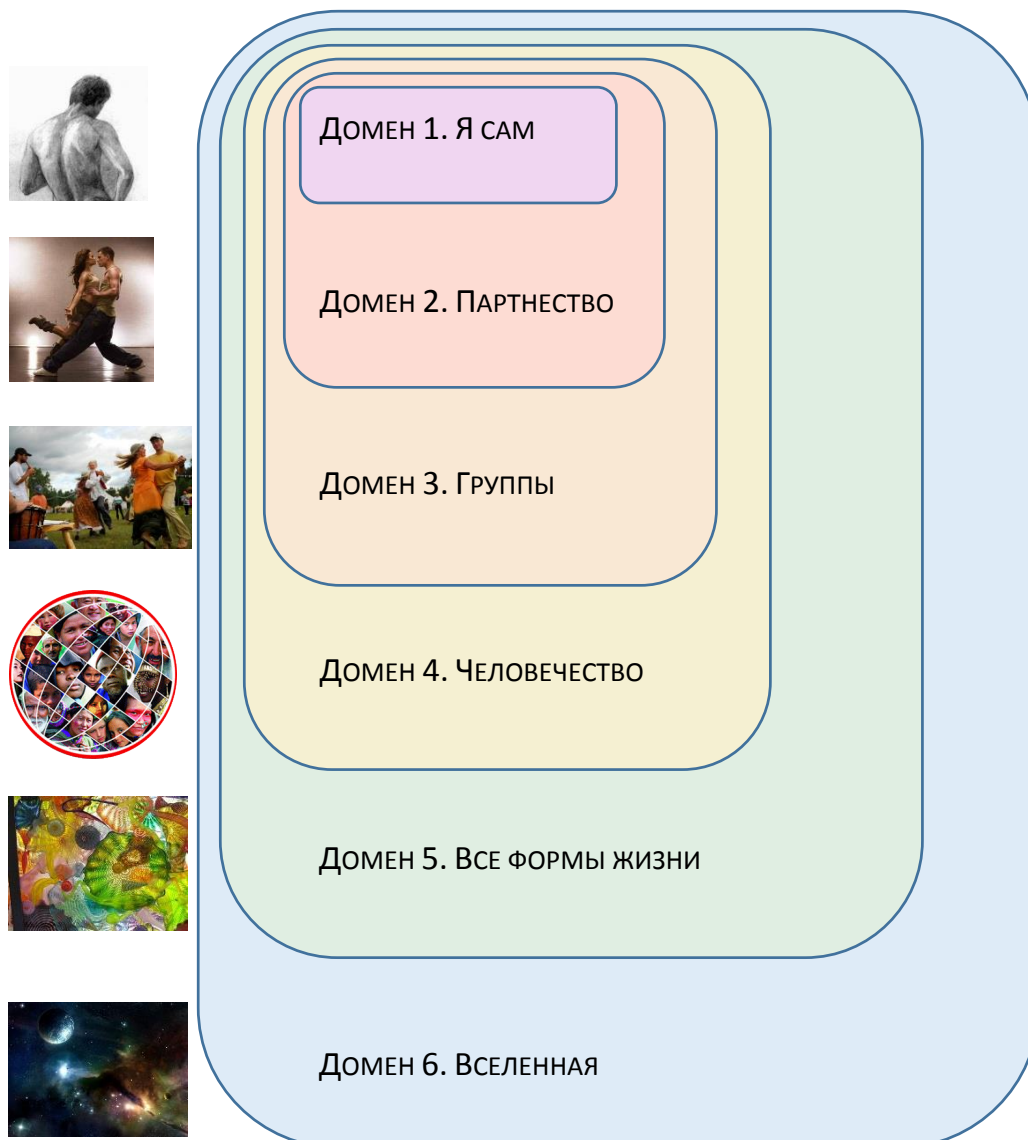 Домен 1. Я сам
Домен 2. Партнество
Домен 3. Группы
Домен 4. Человечество
Домен 5. Все формы жизни
Домен 6. Вселенная